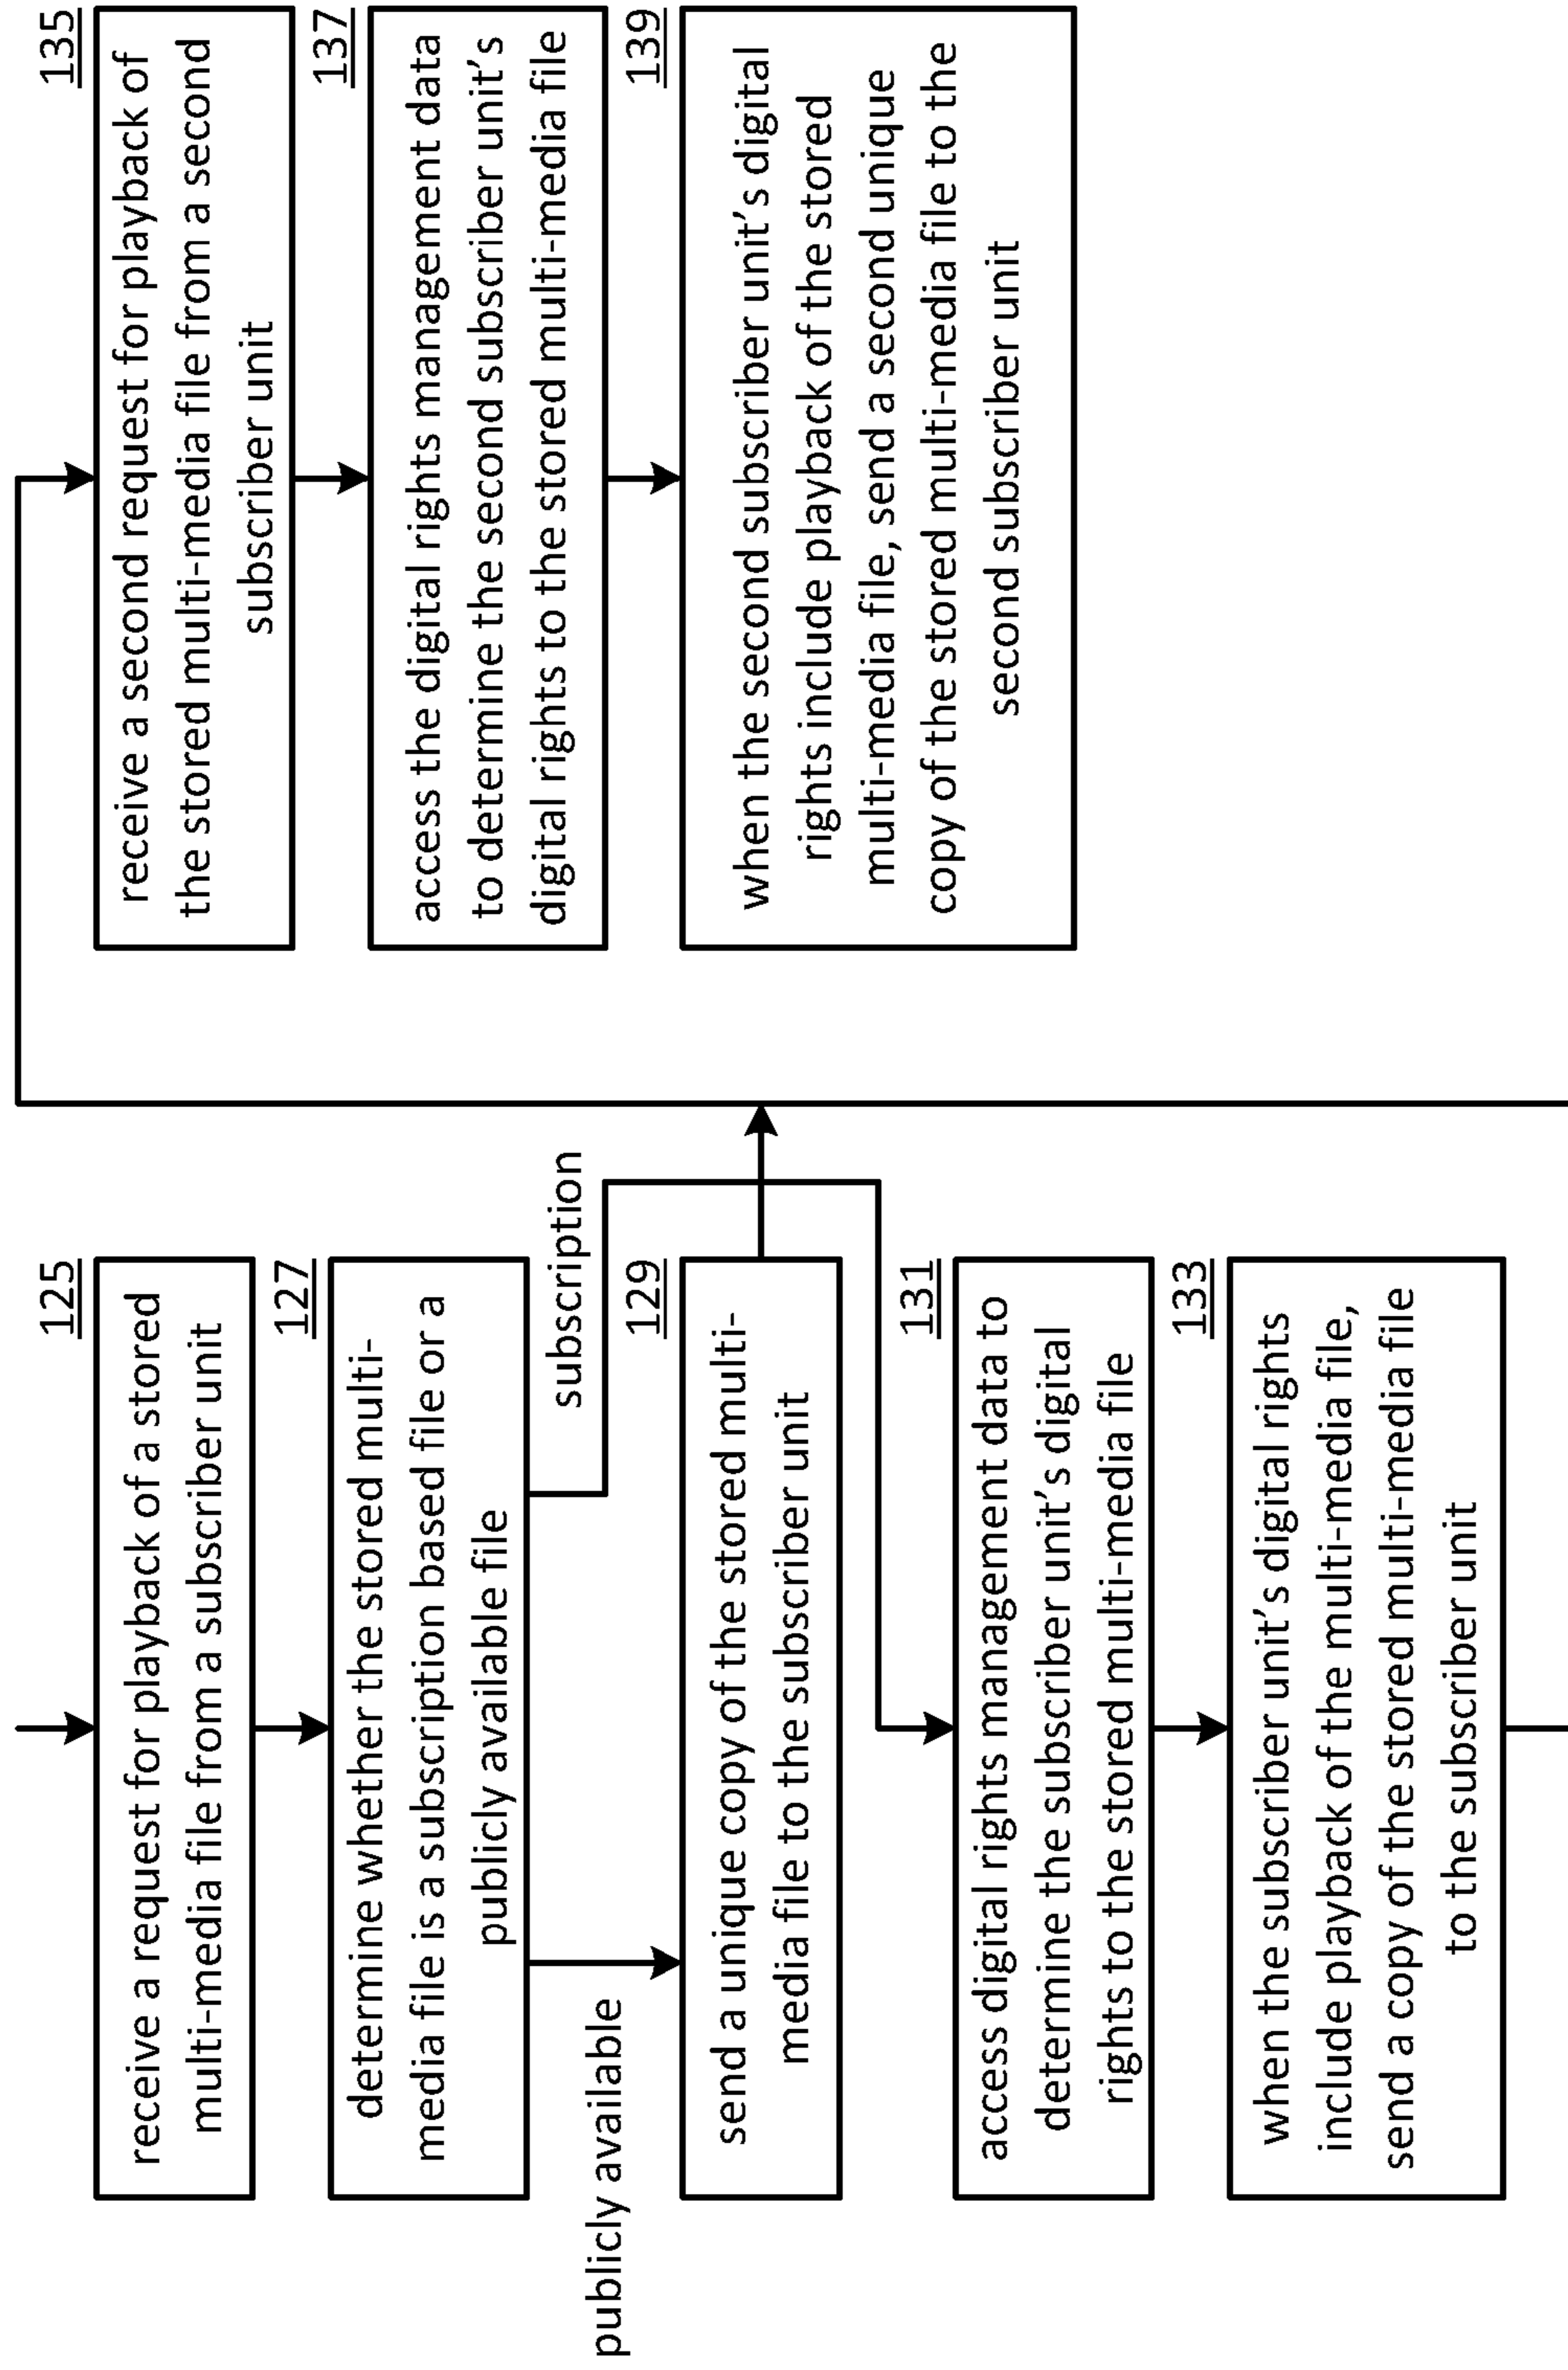 125
receive a request for playback of a stored
multi-media file from a subscriber unit
127
determine whether the stored multi-
media file is a subscription based file or a
publicly available file
publicly available
subscription
129
send a unique copy of the stored multi-
media file to the subscriber unit
131
access digital rights management data to
determine the subscriber unit's digital
rights to the stored multi-media file
133
when the subscriber unit's digital rights
include playback of the multi-media file,
send a copy of the stored multi-media file
to the subscriber unit
135
receive a second request for playback of
the stored multi-media file from a second
subscriber unit
137
access the digital rights management data
to determine the second subscriber unit's
digital rights to the stored multi-media file
139
when the second subscriber unit's digital
rights include playback of the stored
multi-media file, send a second unique
copy of the stored multi-media file to the
second subscriber unit